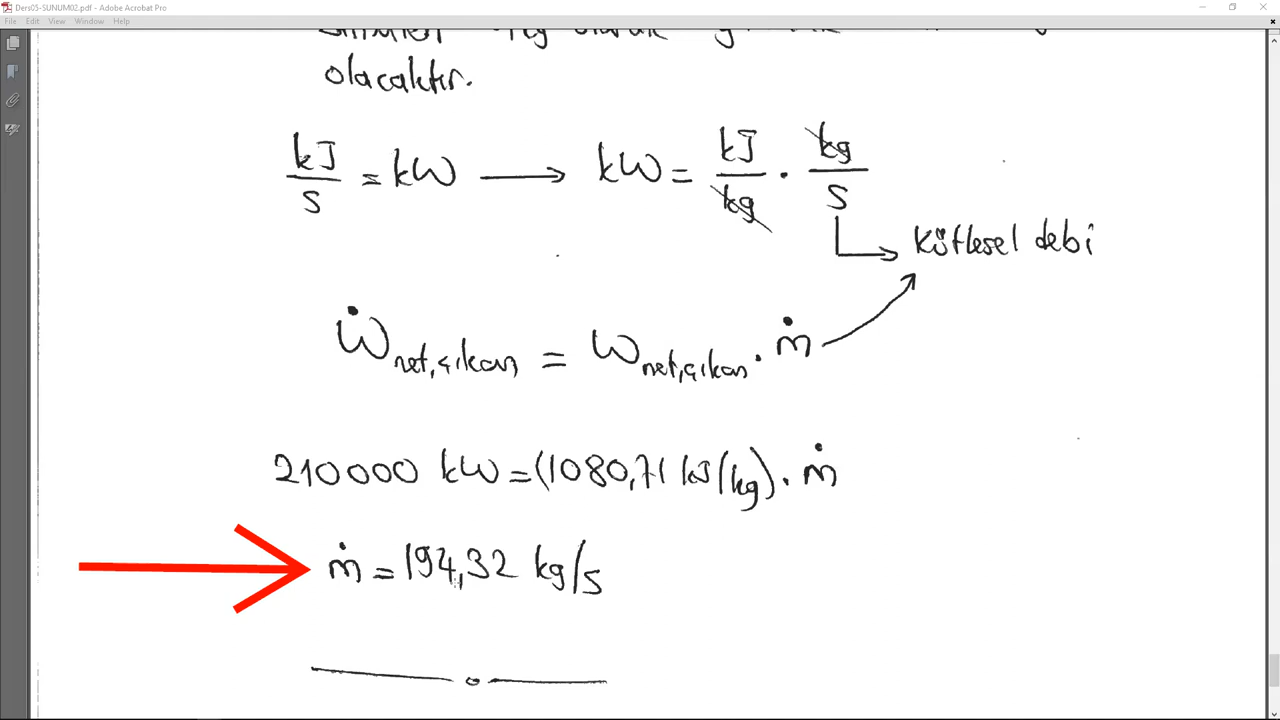 Ders05-SUNUM02.pdf - Adobe Acrobat Pro
File Edit View Window Help
olacaktır.
kJ/s = kW → kW = kJ/kg · kg/s
kütlesel debi
Ẇnet,çıkan = wnet,çıkan · ṁ
210000 kW = (1080,71 kJ/kg) · ṁ
ṁ = 194,32 kg/s